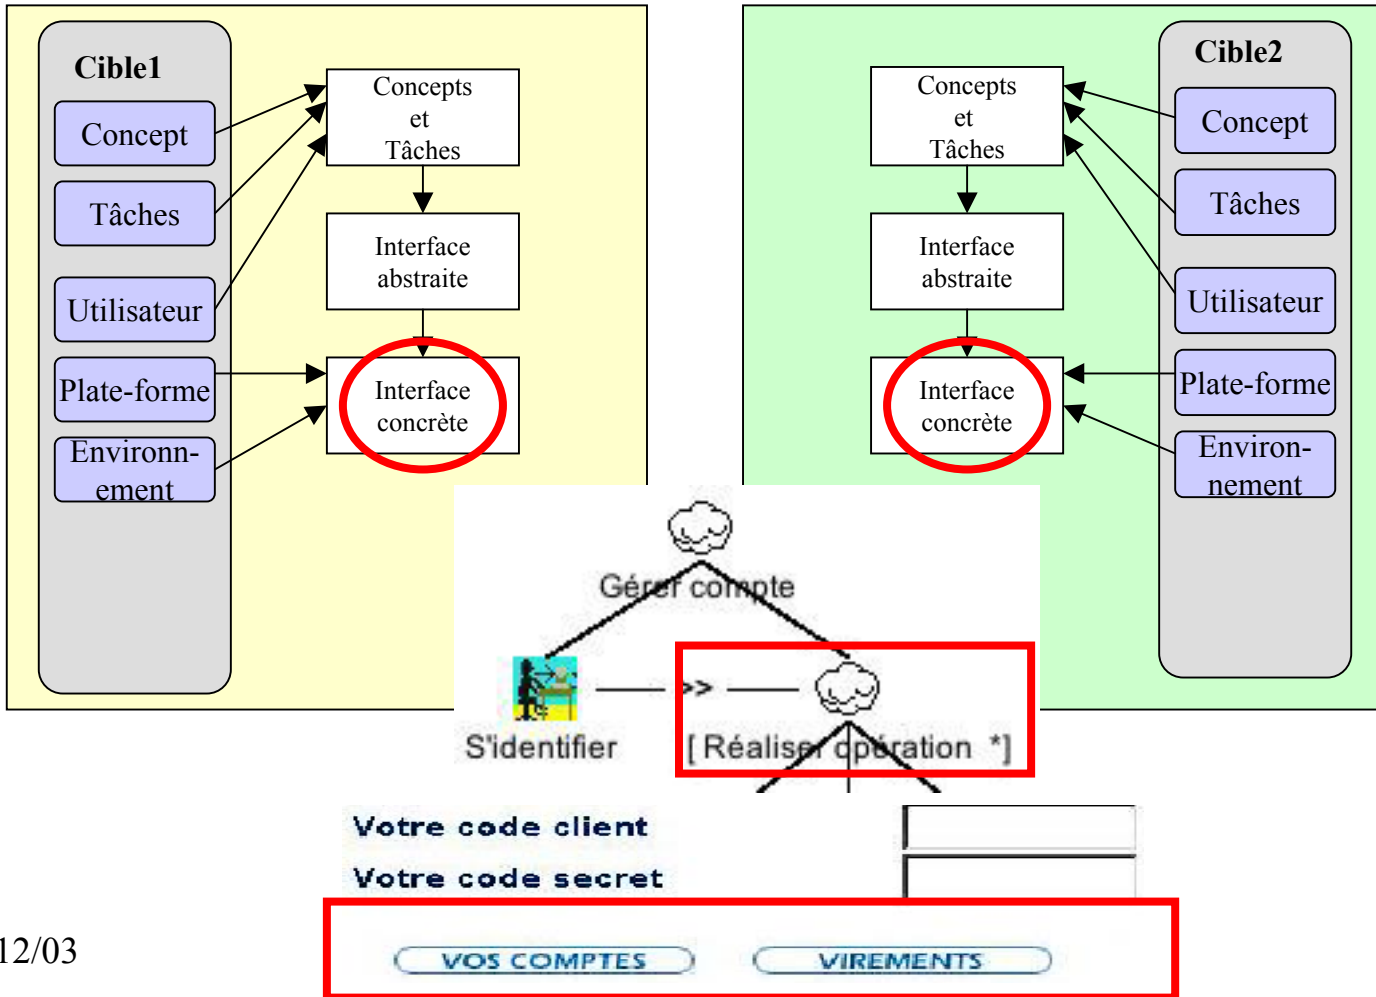 Cible1
Concept
Tâches
Utilisateur
Plate-forme
Environn-
ement
Concepts
et
Tâches
Interface
abstraite
Interface
concrète
Concepts
et
Tâches
Interface
abstraite
Interface
concrète
Cible2
Concept
Tâches
Utilisateur
Plate-forme
Environ-
nement
Gérer compte
>>
S'identifier
[ Réaliser opération *]
Votre code client
Votre code secret
VOS COMPTES
VIREMENTS
12/03